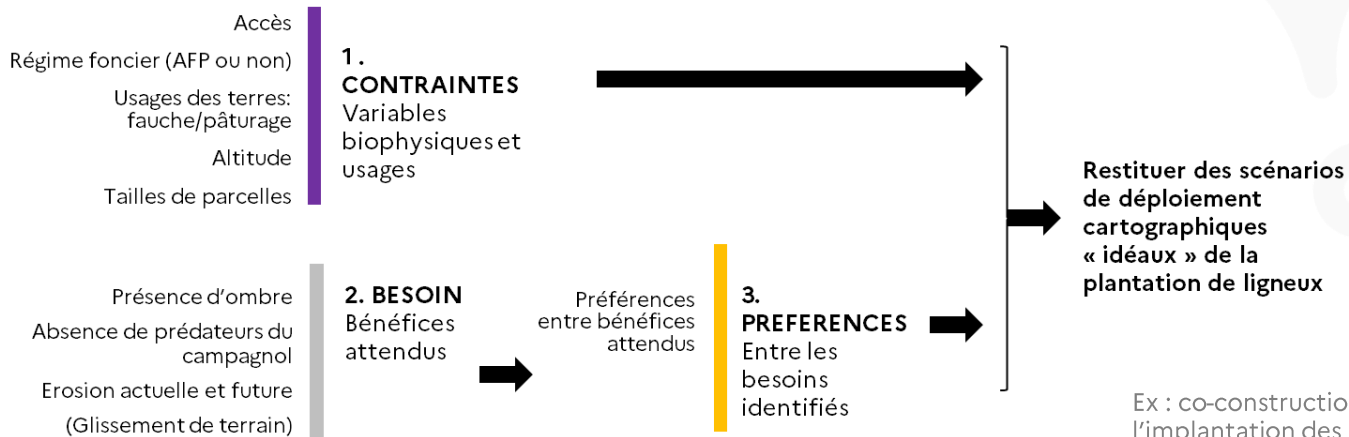 Accès
Régime foncier (AFP ou non)
Usages des terres:
fauche/pâturage
Altitude
Tailles de parcelles
1.
CONTRAINTES
Variables
biophysiques et
usages
Présence d’ombre
Absence de prédateurs du
campagnol
Erosion actuelle et future
(Glissement de terrain)
2. BESOIN
Bénéfices
attendus
Préférences
entre bénéfices
attendus
3.
PREFERENCES
Entre les
besoins
identifiés
Restituer des scénarios
de déploiement
cartographiques
« idéaux » de la
plantation de ligneux
Ex : co-constructio
l’implantation des